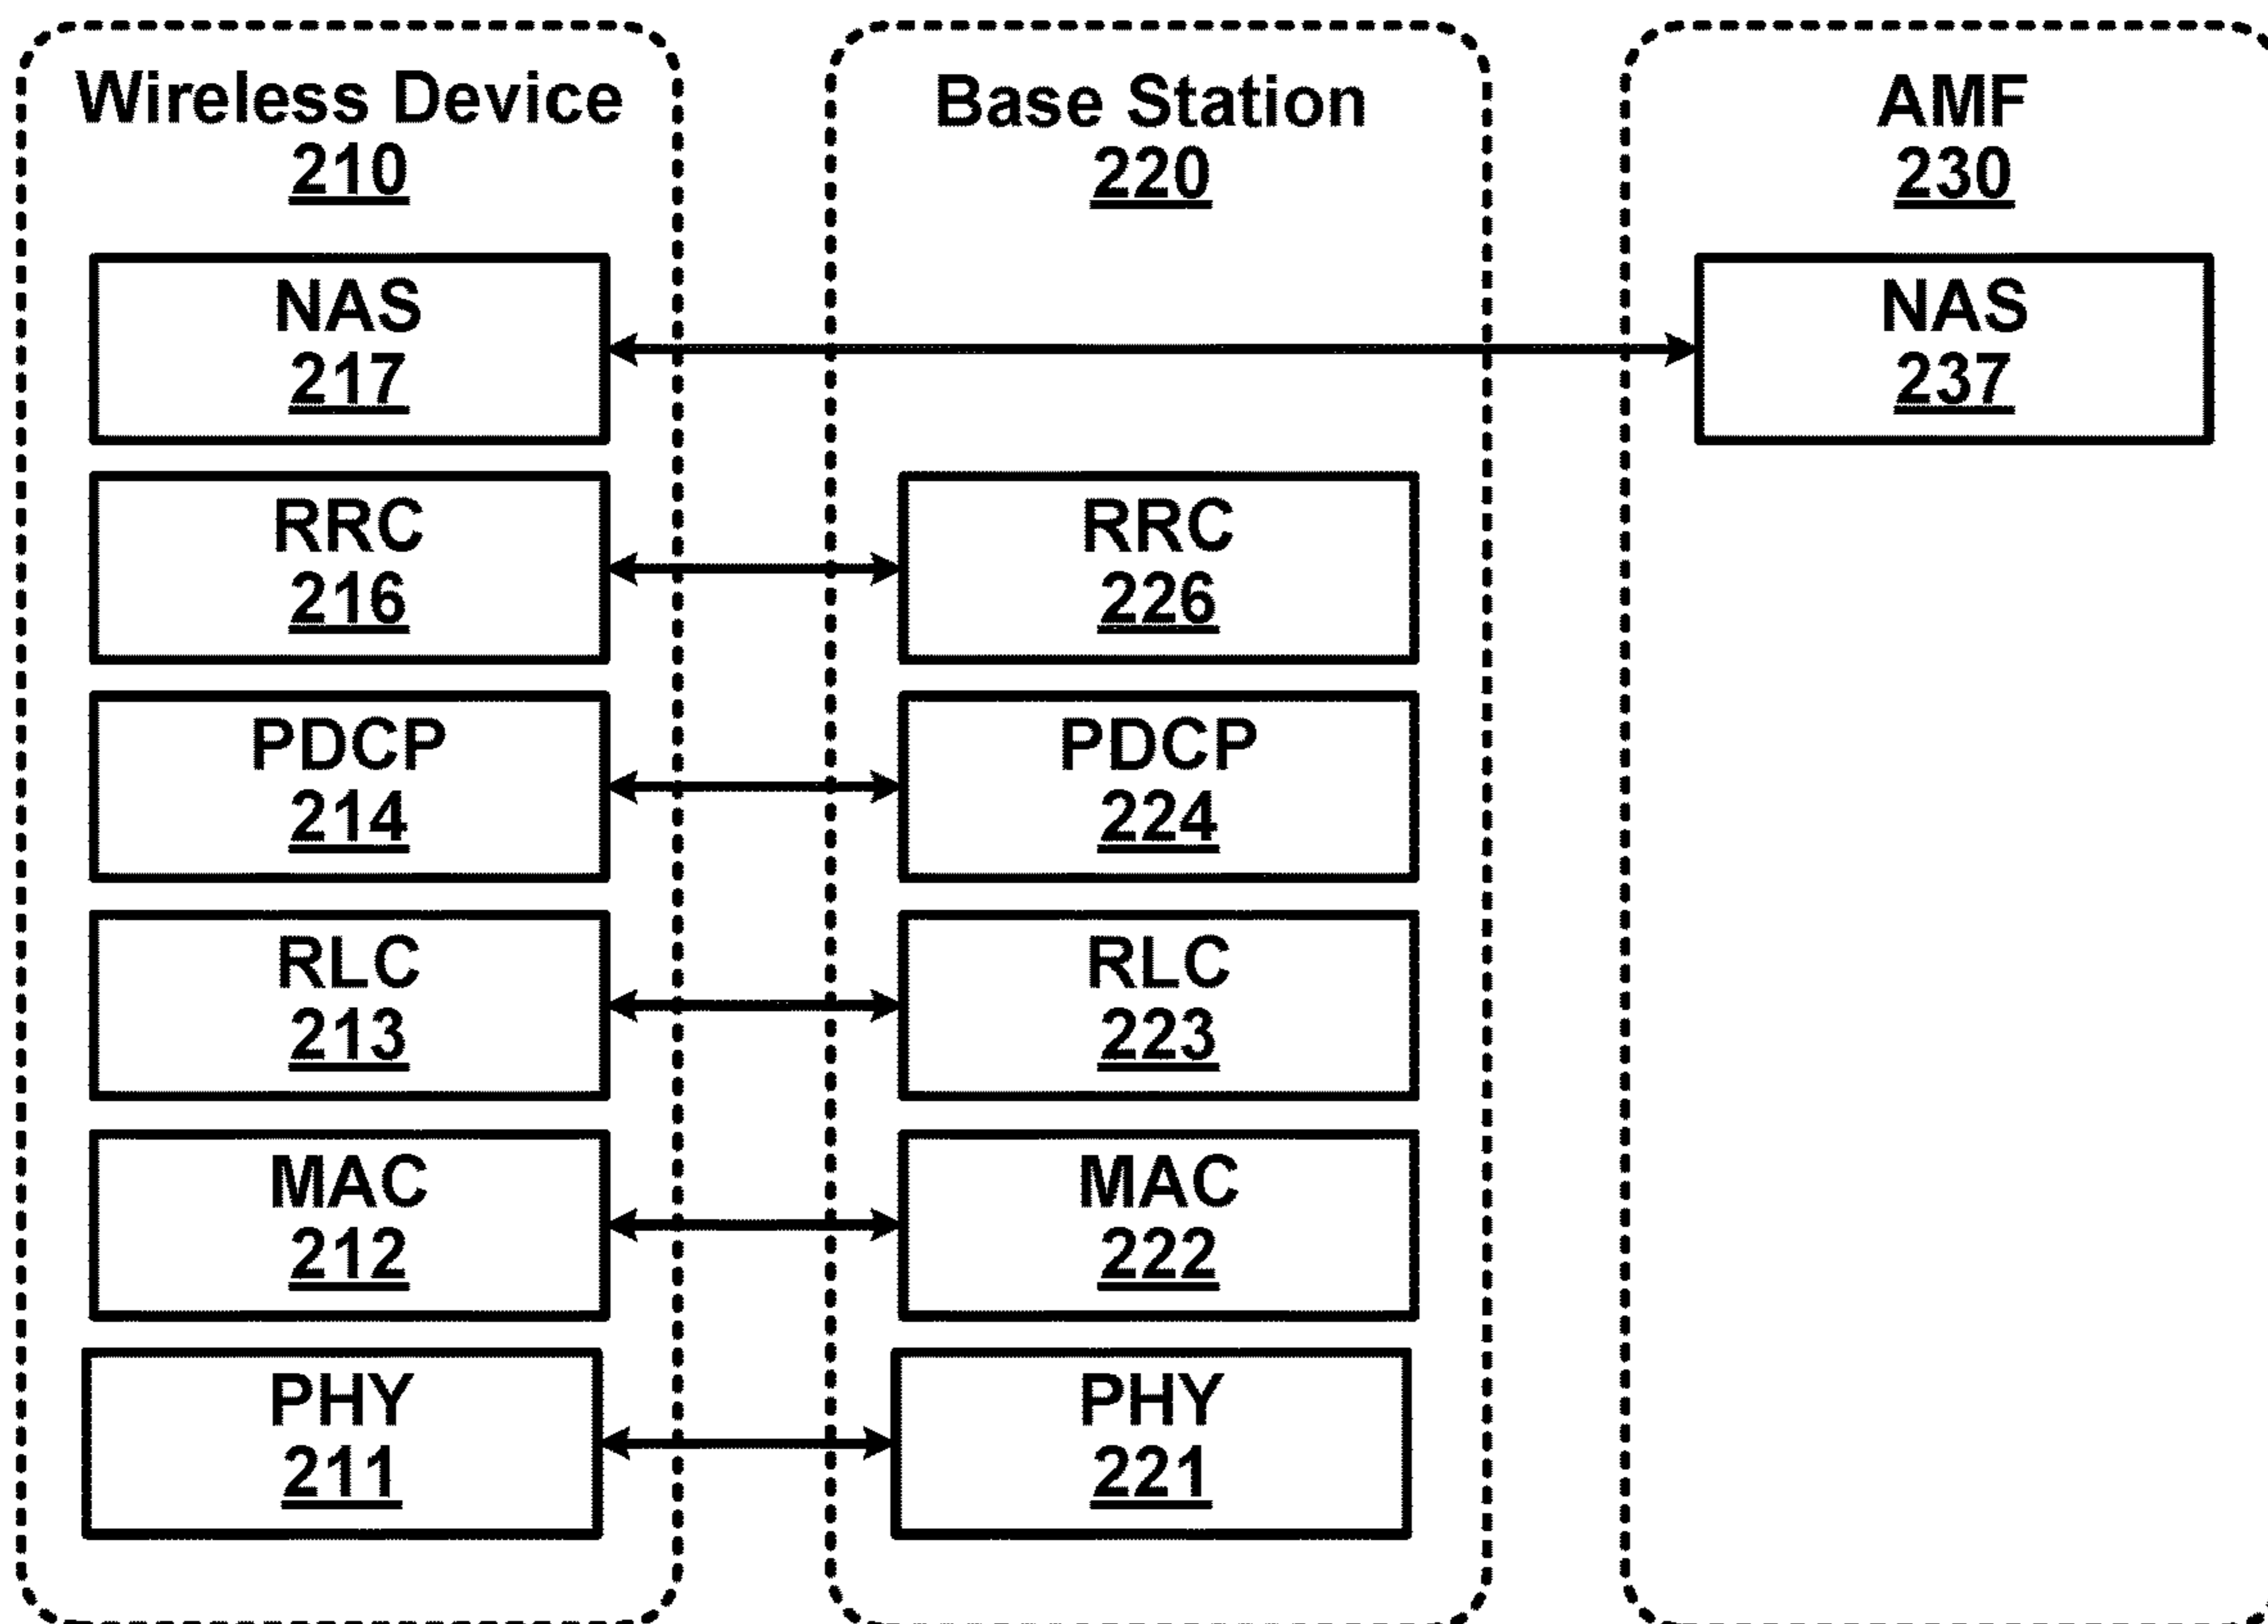 Wireless Device
210
Base Station
220
AMF
230
NAS
217
NAS
237
RRC
216
RRC
226
PDCP
214
PDCP
224
RLC
213
RLC
223
MAC
212
MAC
222
PHY
211
PHY
221